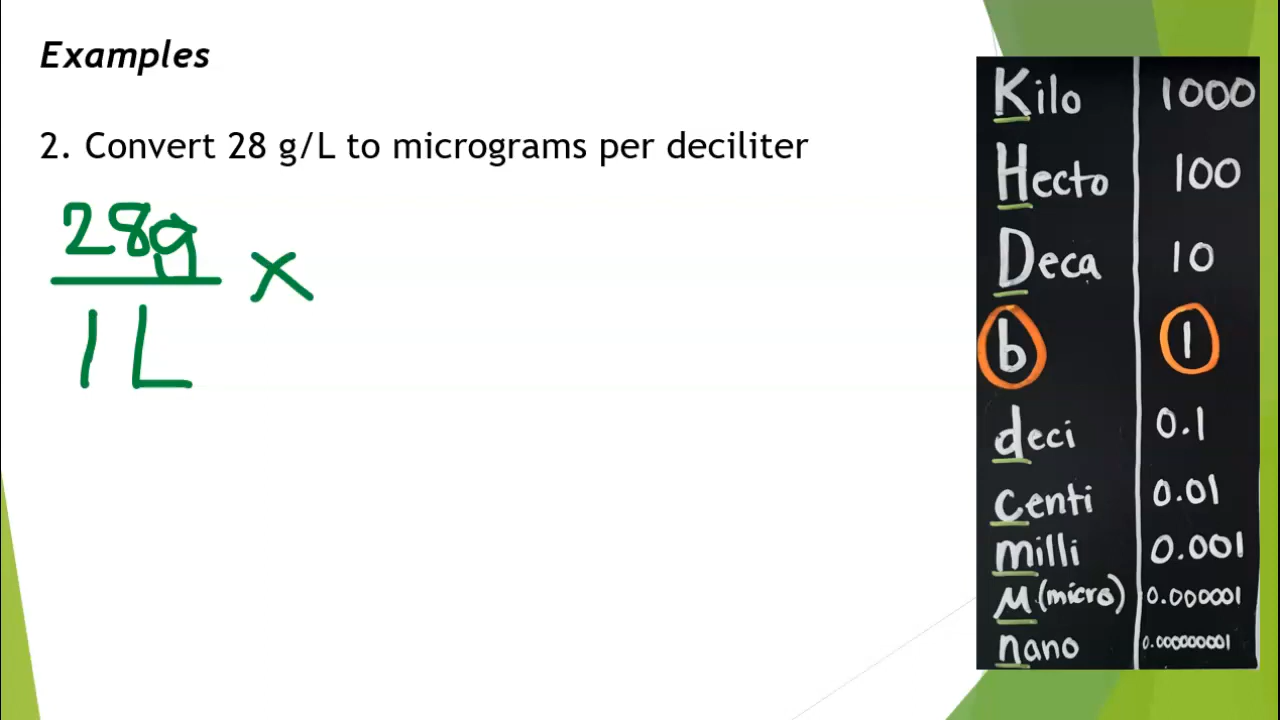 Examples
2. Convert 28 g/L to micrograms per deciliter
28g
1 L
×
Kilo 1000
Hecto 100
Deca 10
b 1
deci 0.1
centi 0.01
milli 0.001
μ (micro) 0.000001
nano 0.000000001